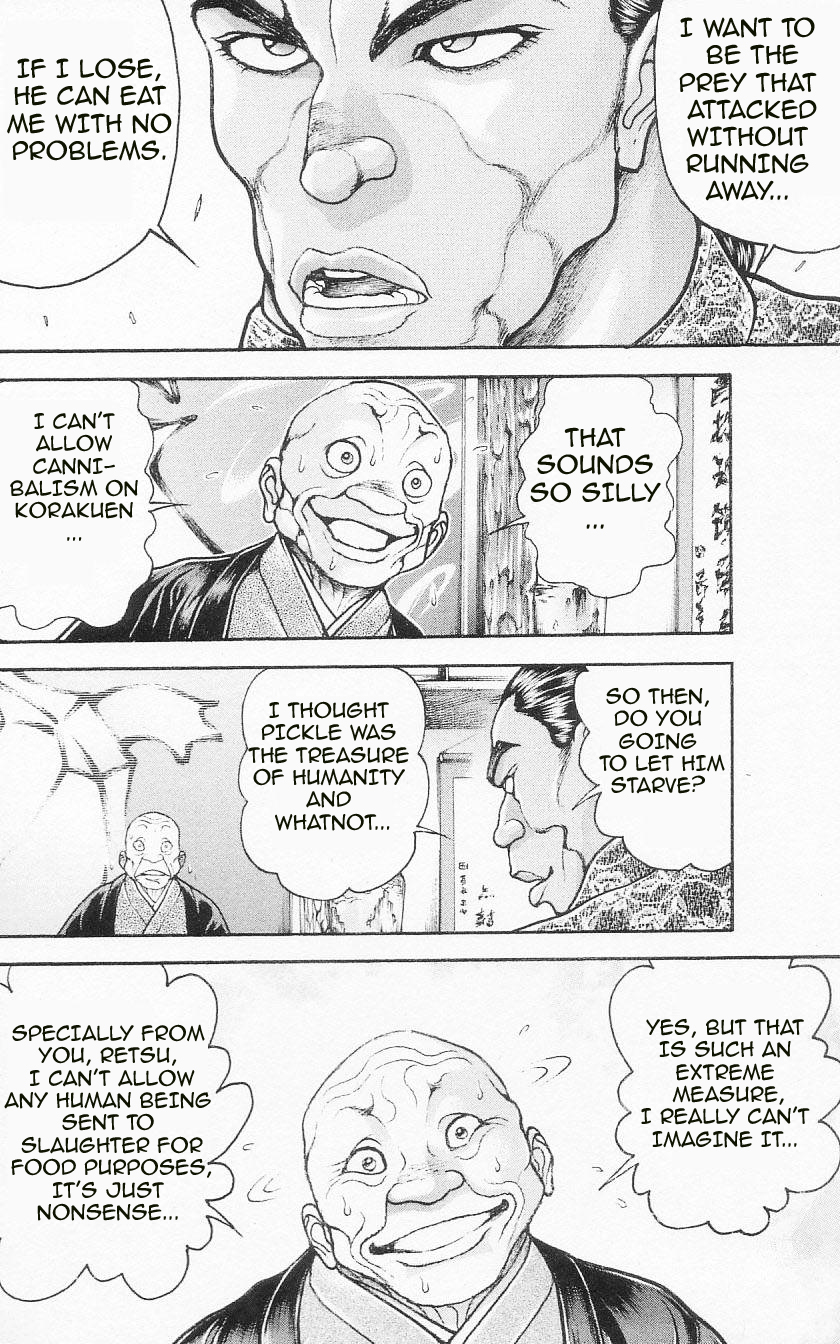 I WANT TO
BE THE
PREY THAT
ATTACKED
WITHOUT
RUNNING
AWAY...
IF I LOSE,
HE CAN EAT
ME WITH NO
PROBLEMS.
THAT
SOUNDS
SO SILLY
...
I CAN'T
ALLOW
CANNI-
BALISM ON
KORAKUEN
...
SO THEN,
DO YOU
GOING
TO LET HIM
STARVE?
I THOUGHT
PICKLE WAS
THE TREASURE
OF HUMANITY
AND
WHATNOT...
YES, BUT THAT
IS SUCH AN
EXTREME
MEASURE,
I REALLY CAN'T
IMAGINE IT...
SPECIALLY FROM
YOU, RETSU,
I CAN'T ALLOW
ANY HUMAN BEING
SENT TO
SLAUGHTER FOR
FOOD PURPOSES,
IT'S JUST
NONSENSE...